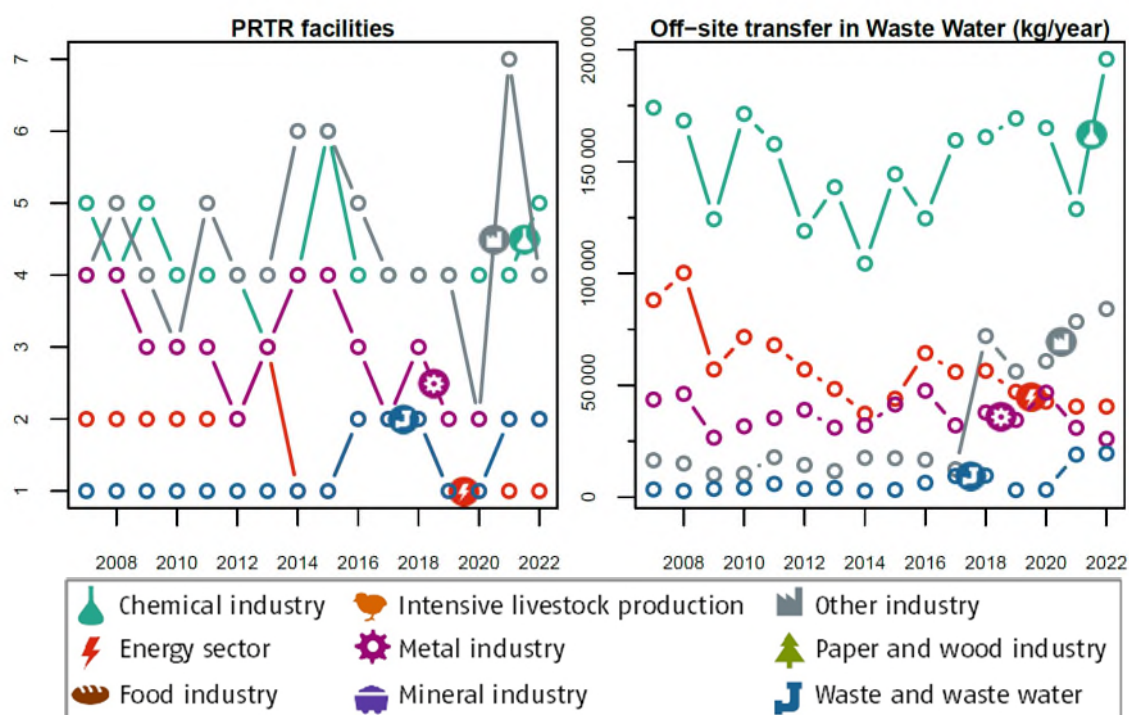 PRTR facilities
7
6
5
4
3
2
1
2008 2010 2012 2014 2016 2018 2020 2022
Off-site transfer in Waste Water (kg/year)
200 000
150 000
100 000
50 000
0
2008 2010 2012 2014 2016 2018 2020 2022
Chemical industry Intensive livestock production Other industry
Energy sector Metal industry Paper and wood industry
Food industry Mineral industry Waste and waste water